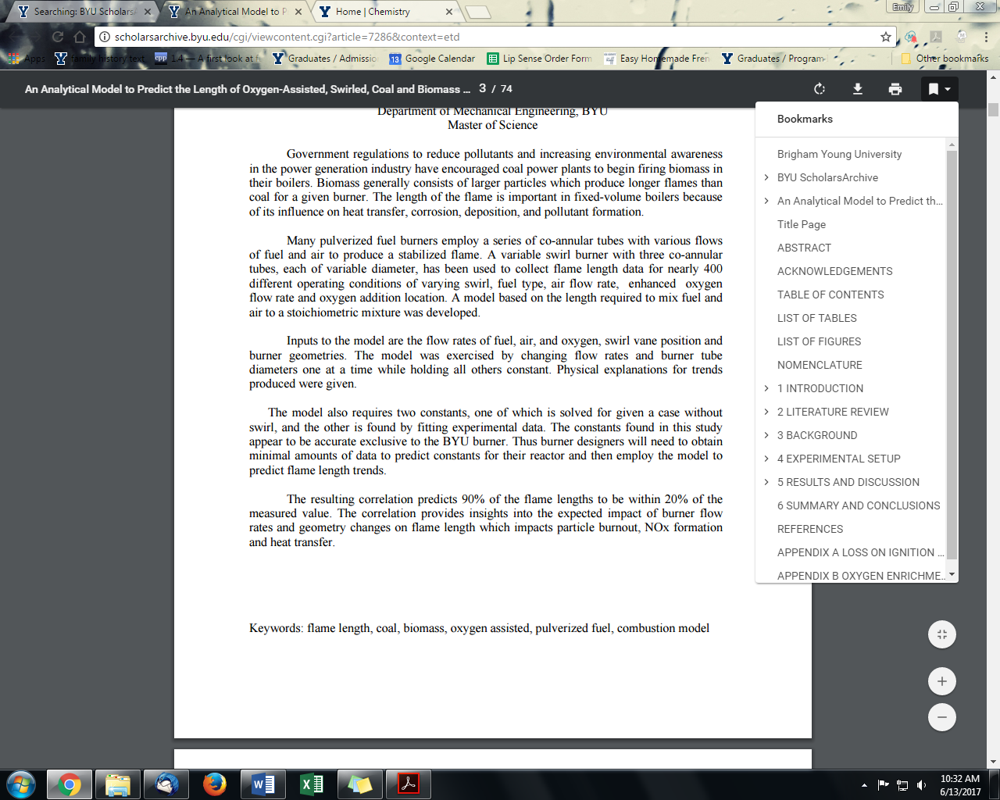 Searching: BYU ScholarsA
An Analytical Model to P
Home | Chemistry
Emily
scholarsarchive.byu.edu/cgi/viewcontent.cgi?article=7286&context=etd
Apps
family history text
cpp 1.4 — A first look at f
Graduates / Admissio
13 Google Calendar
Lip Sense Order Form
Easy Homemade Fren
Graduates / Program
Other bookmarks
An Analytical Model to Predict the Length of Oxygen-Assisted, Swirled, Coal and Biomass ... 3 / 74
Department of Mechanical Engineering, BYU
Master of Science
Government regulations to reduce pollutants and increasing environmental awareness
in the power generation industry have encouraged coal power plants to begin firing biomass in
their boilers. Biomass generally consists of larger particles which produce longer flames than
coal for a given burner. The length of the flame is important in fixed-volume boilers because
of its influence on heat transfer, corrosion, deposition, and pollutant formation.
Many pulverized fuel burners employ a series of co-annular tubes with various flows
of fuel and air to produce a stabilized flame. A variable swirl burner with three co-annular
tubes, each of variable diameter, has been used to collect flame length data for nearly 400
different operating conditions of varying swirl, fuel type, air flow rate, enhanced oxygen
flow rate and oxygen addition location. A model based on the length required to mix fuel and
air to a stoichiometric mixture was developed.
Inputs to the model are the flow rates of fuel, air, and oxygen, swirl vane position and
burner geometries. The model was exercised by changing flow rates and burner tube
diameters one at a time while holding all others constant. Physical explanations for trends
produced were given.
The model also requires two constants, one of which is solved for given a case without
swirl, and the other is found by fitting experimental data. The constants found in this study
appear to be accurate exclusive to the BYU burner. Thus burner designers will need to obtain
minimal amounts of data to predict constants for their reactor and then employ the model to
predict flame length trends.
The resulting correlation predicts 90% of the flame lengths to be within 20% of the
measured value. The correlation provides insights into the expected impact of burner flow
rates and geometry changes on flame length which impacts particle burnout, NOx formation
and heat transfer.
Keywords: flame length, coal, biomass, oxygen assisted, pulverized fuel, combustion model
Bookmarks
Brigham Young University
BYU ScholarsArchive
An Analytical Model to Predict th...
Title Page
ABSTRACT
ACKNOWLEDGEMENTS
TABLE OF CONTENTS
LIST OF TABLES
LIST OF FIGURES
NOMENCLATURE
1 INTRODUCTION
2 LITERATURE REVIEW
3 BACKGROUND
4 EXPERIMENTAL SETUP
5 RESULTS AND DISCUSSION
6 SUMMARY AND CONCLUSIONS
REFERENCES
APPENDIX A LOSS ON IGNITION ...
APPENDIX B OXYGEN ENRICHME...
10:32 AM
6/13/2017